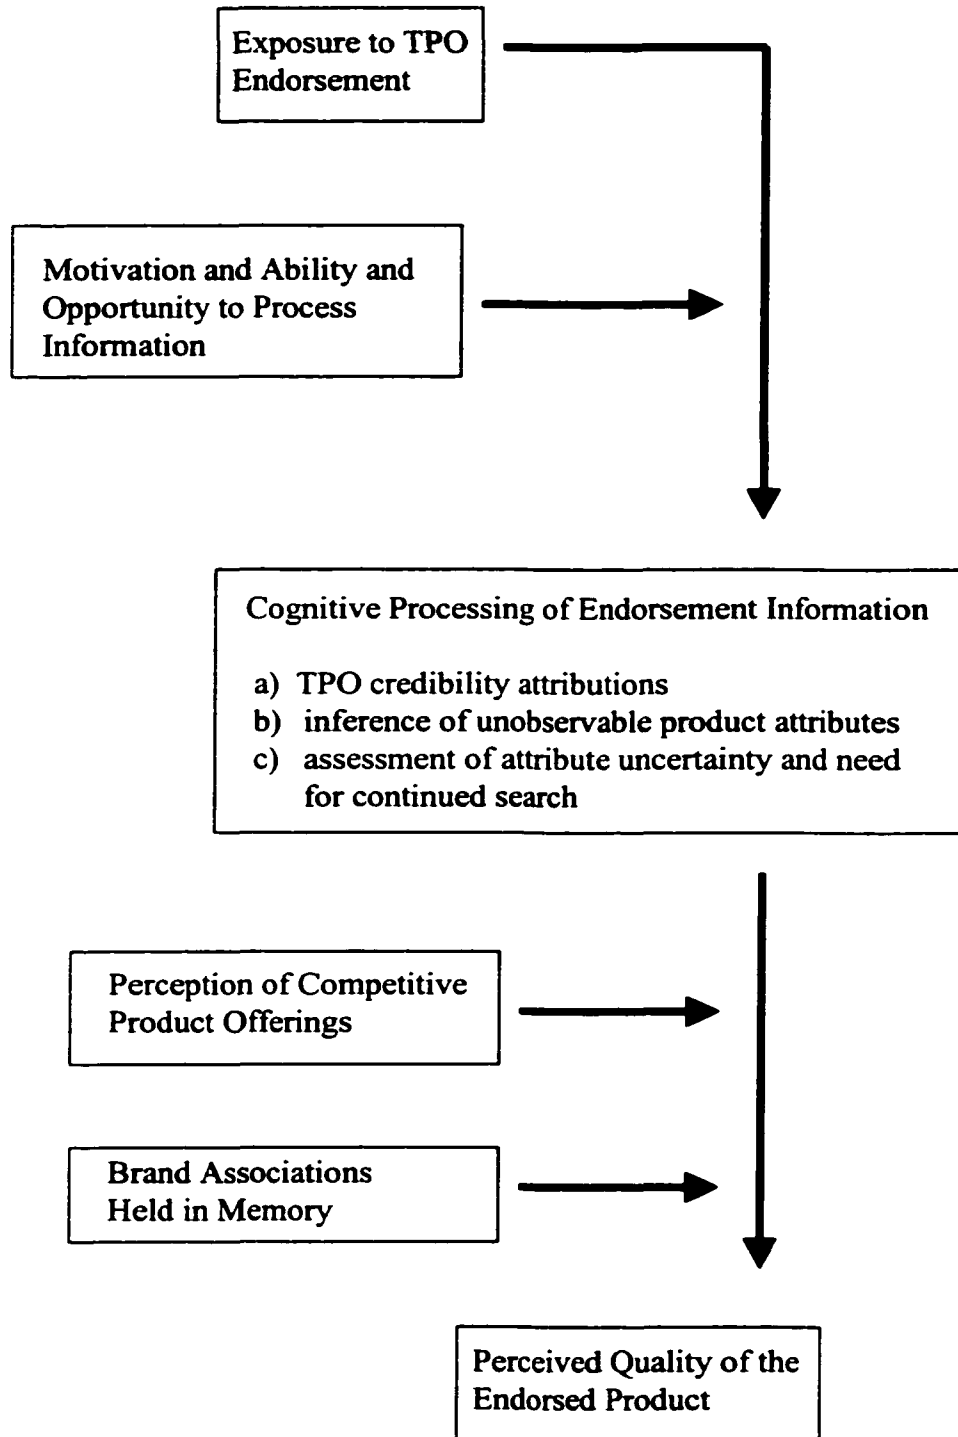 Exposure to TPO
Endorsement
Motivation and Ability and
Opportunity to Process
Information
Cognitive Processing of Endorsement Information
a) TPO credibility attributions
b) inference of unobservable product attributes
c) assessment of attribute uncertainty and need
for continued search
Perception of Competitive
Product Offerings
Brand Associations
Held in Memory
Perceived Quality of the
Endorsed Product